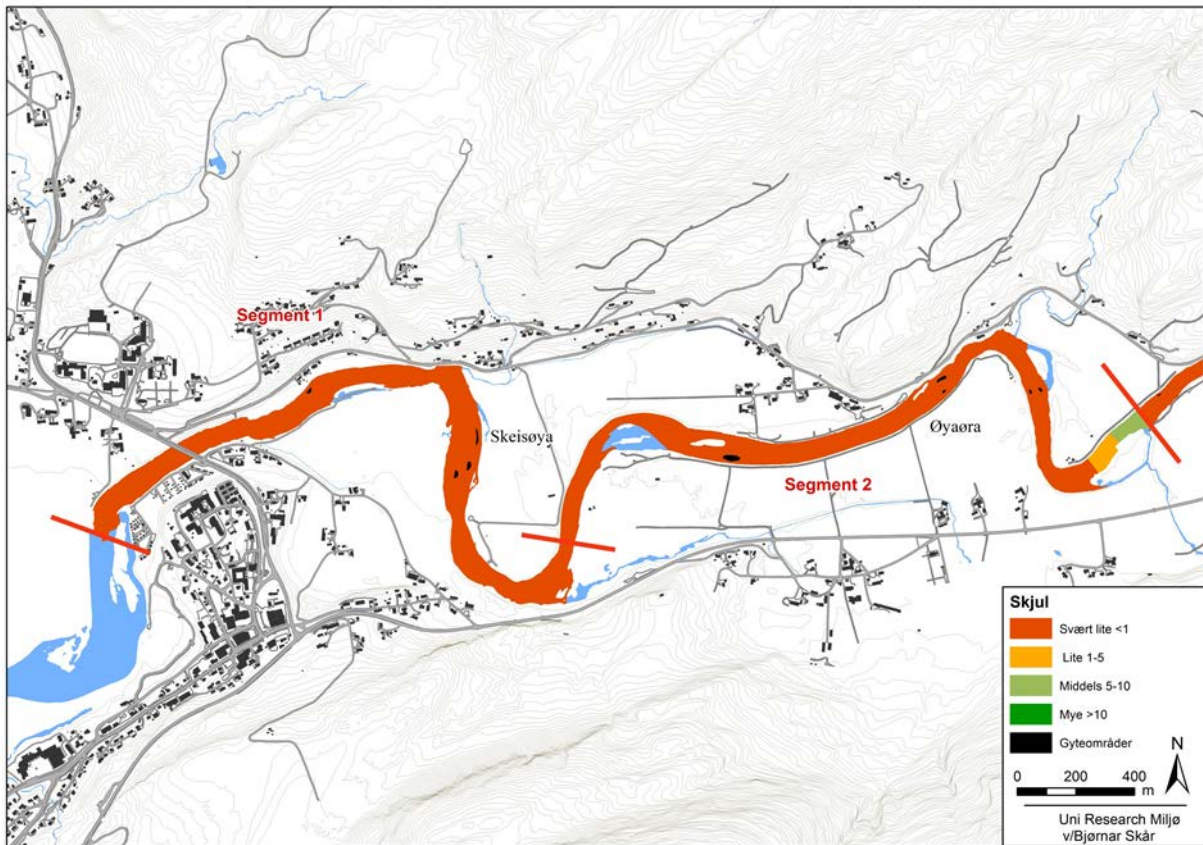 Segment 1
Skeisøya
Øyaøra
Segment 2
Skjul
Svært lite <1
Lite 1-5
Middels 5-10
Mye >10
Gyteområder
N
0 200 400
m
Uni Research Miljø
v/Bjørnar Skår